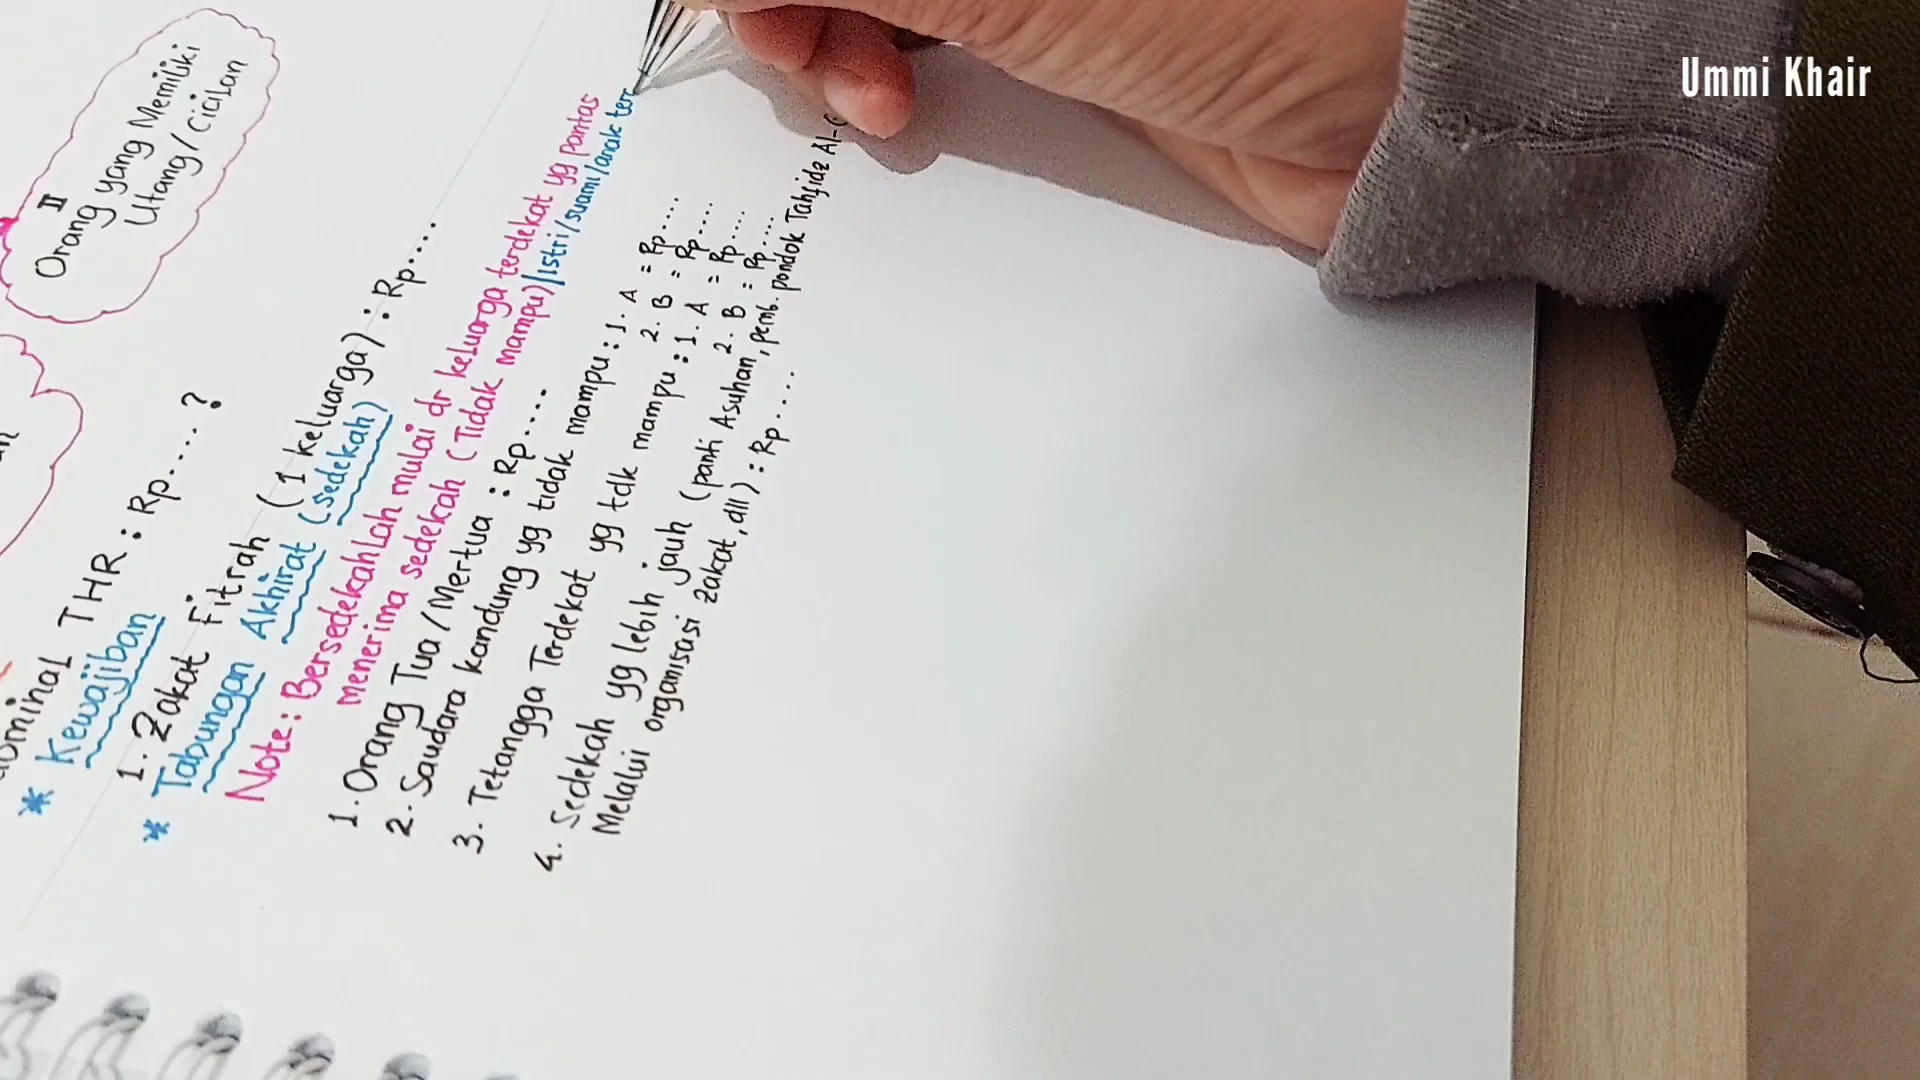 Ummi Khair
II
Orang yang Memiliki
Utang/Cicilan
THR : Rp.....?
* Kewajiban
1. Zakat Fitrah (1 keluarga) : Rp....
* Tabungan Akhirat (sedekah)
Note : Bersedekahlah mulai dr keluarga terdekat yg pantas
menerima sedekah (Tidak mampu)/istri/suami/anak ter
1. Orang Tua/Mertua : Rp....
2. Saudara kandung yg tidak mampu : 1. A = Rp....
2. B = Rp....
3. Tetangga Terdekat yg tdk mampu : 1. A = Rp....
2. B = Rp....
4. Sedekah yg lebih jauh (panti Asuhan, pemb. pondok Tahfidz Al-
Melalui organisasi zakat, dll) : Rp.....